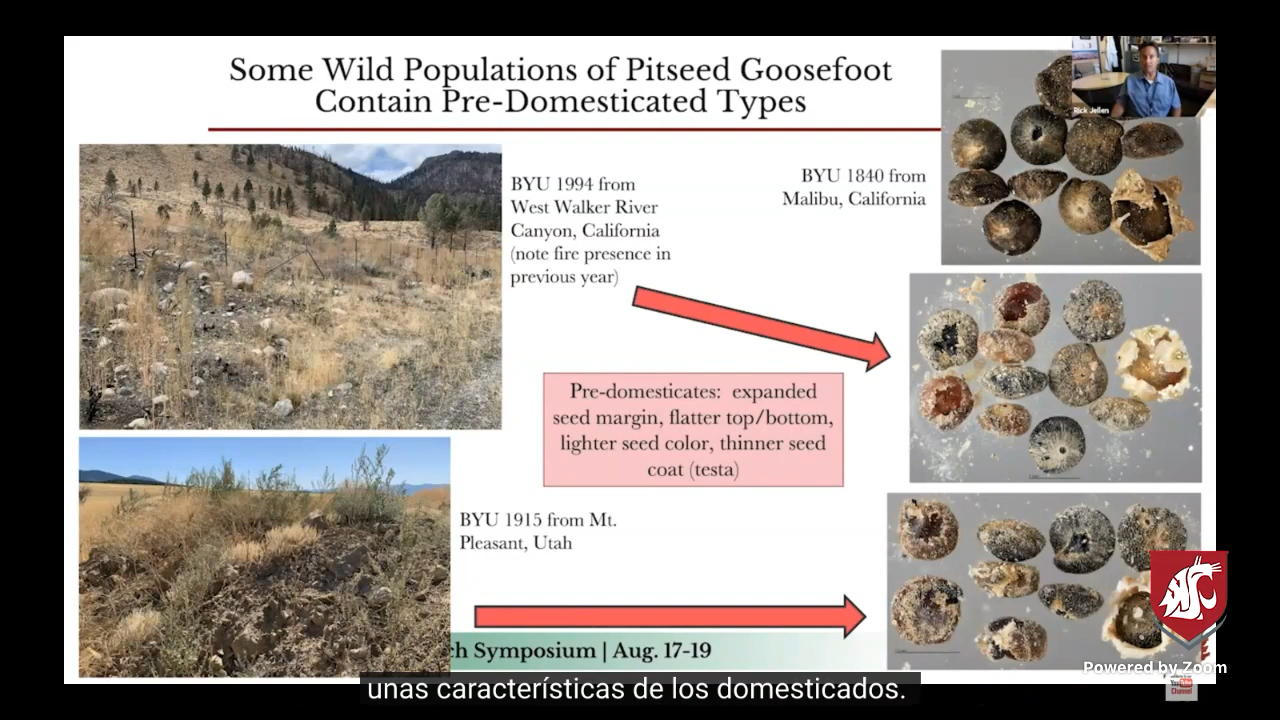 Some Wild Populations of Pitseed Goosefoot
Contain Pre-Domesticated Types
Rick Jellen
BYU 1994 from
West Walker River
Canyon, California
(note fire presence in
previous year)
BYU 1840 from
Malibu, California
Pre-domesticates: expanded
seed margin, flatter top/bottom,
lighter seed color, thinner seed
coat (testa)
BYU 1915 from Mt.
Pleasant, Utah
ch Symposium | Aug. 17-19
Powered by Zoom
YouTube
Channel
unas características de los domesticados.